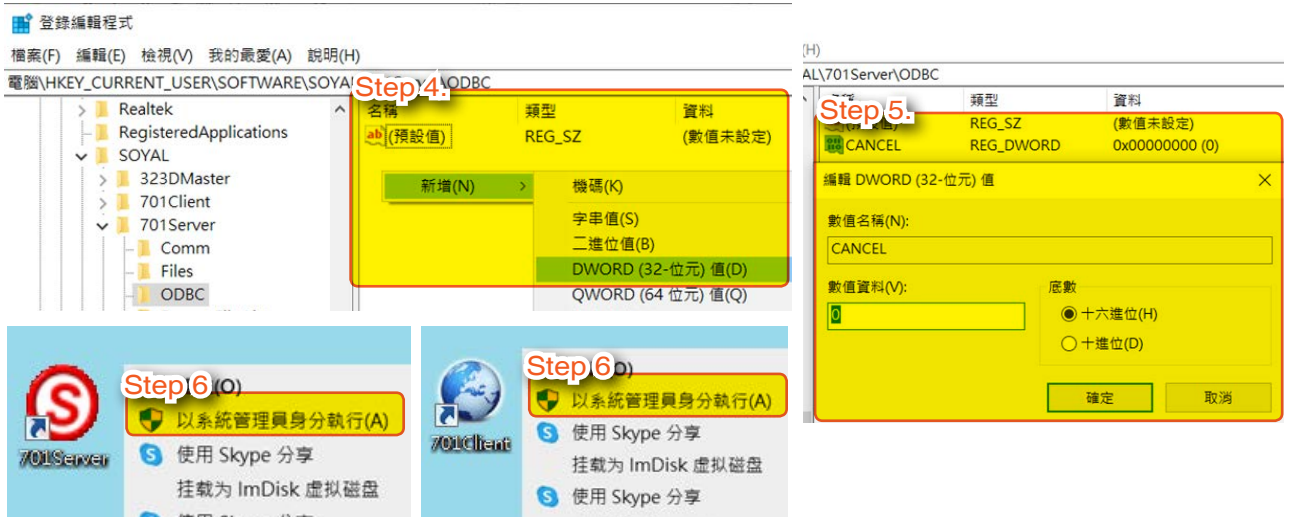 登錄編輯程式
檔案(F) 編輯(E) 檢視(V) 我的最愛(A) 說明(H)
電腦\HKEY_CURRENT_USER\SOFTWARE\SOYAL
\ODBC
Step 4.
Realtek
RegisteredApplications
SOYAL
323DMaster
701Client
701Server
Comm
Files
ODBC
名稱 類型 資料
ab (預設值) REG_SZ (數值未設定)
新增(N)
機碼(K)
字串值(S)
二進位值(B)
DWORD (32-位元) 值(D)
QWORD (64 位元) 值(Q)
(H)
AL\701Server\ODBC
Step 5.
類型 資料
REG_SZ (數值未設定)
CANCEL REG_DWORD 0x00000000 (0)
編輯 DWORD (32-位元) 值
數值名稱(N):
CANCEL
數值資料(V):
0
底數
十六進位(H)
十進位(D)
確定 取消
Step 6
(O)
以系統管理員身分執行(A)
使用 Skype 分享
挂载为 ImDisk 虚拟磁盘
701Server
Step 6
O)
以系統管理員身分執行(A)
使用 Skype 分享
挂载为 ImDisk 虚拟磁盘
使用 Skype 分享
701Client